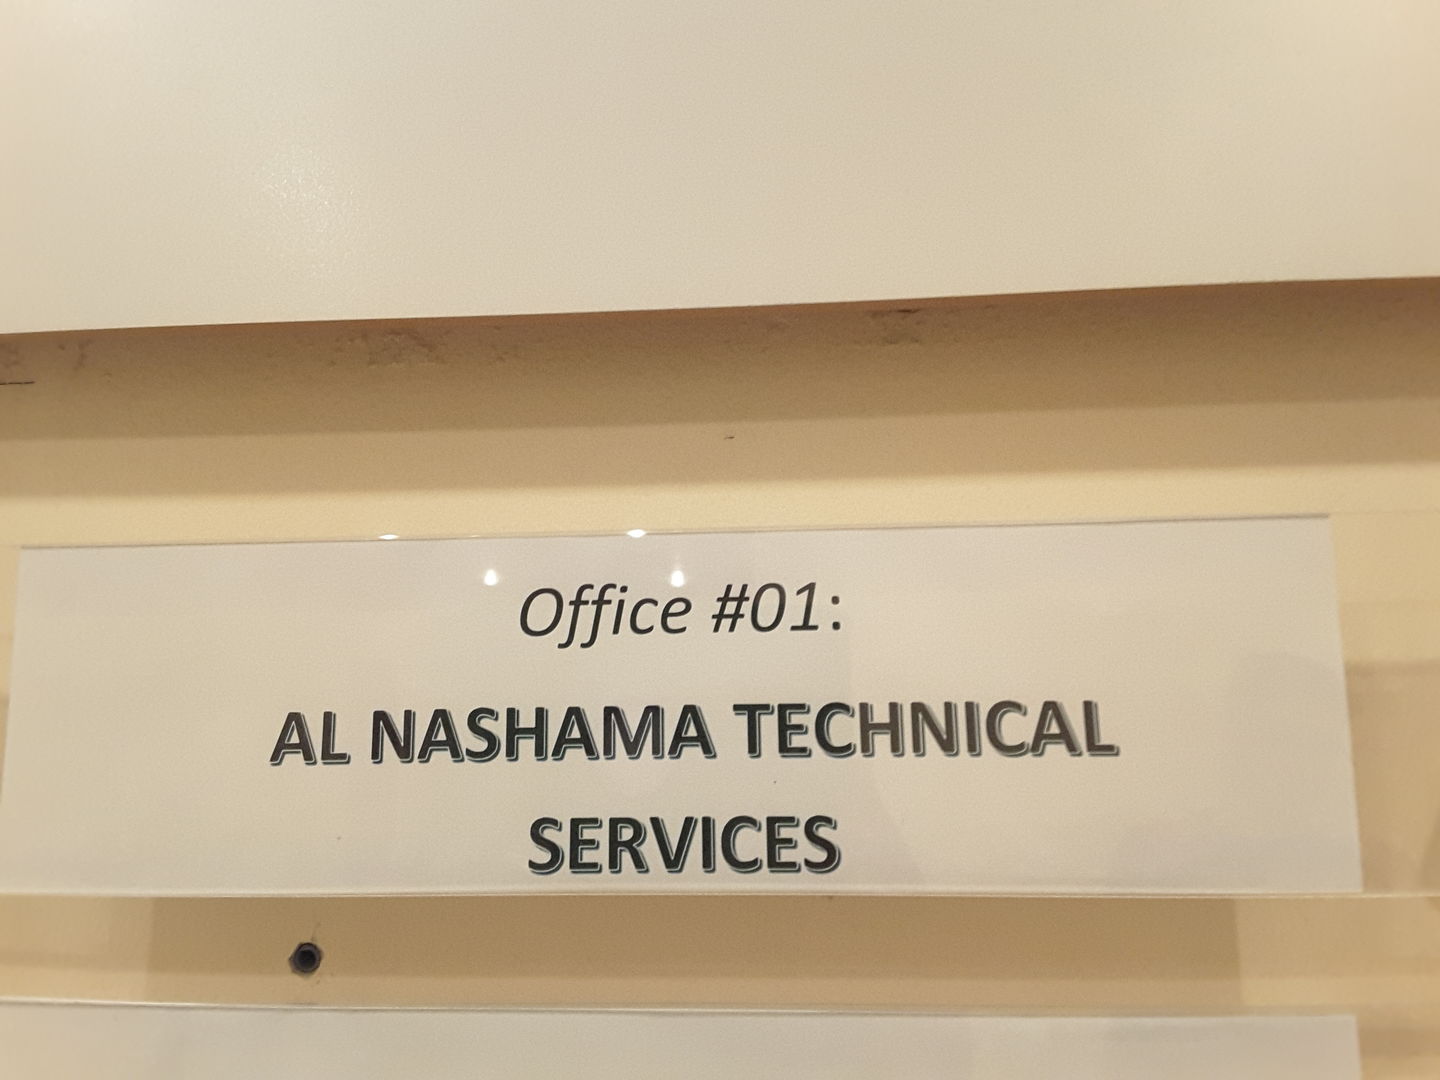 Office #01:
AL NASHAMA TECHNICAL
SERVICES